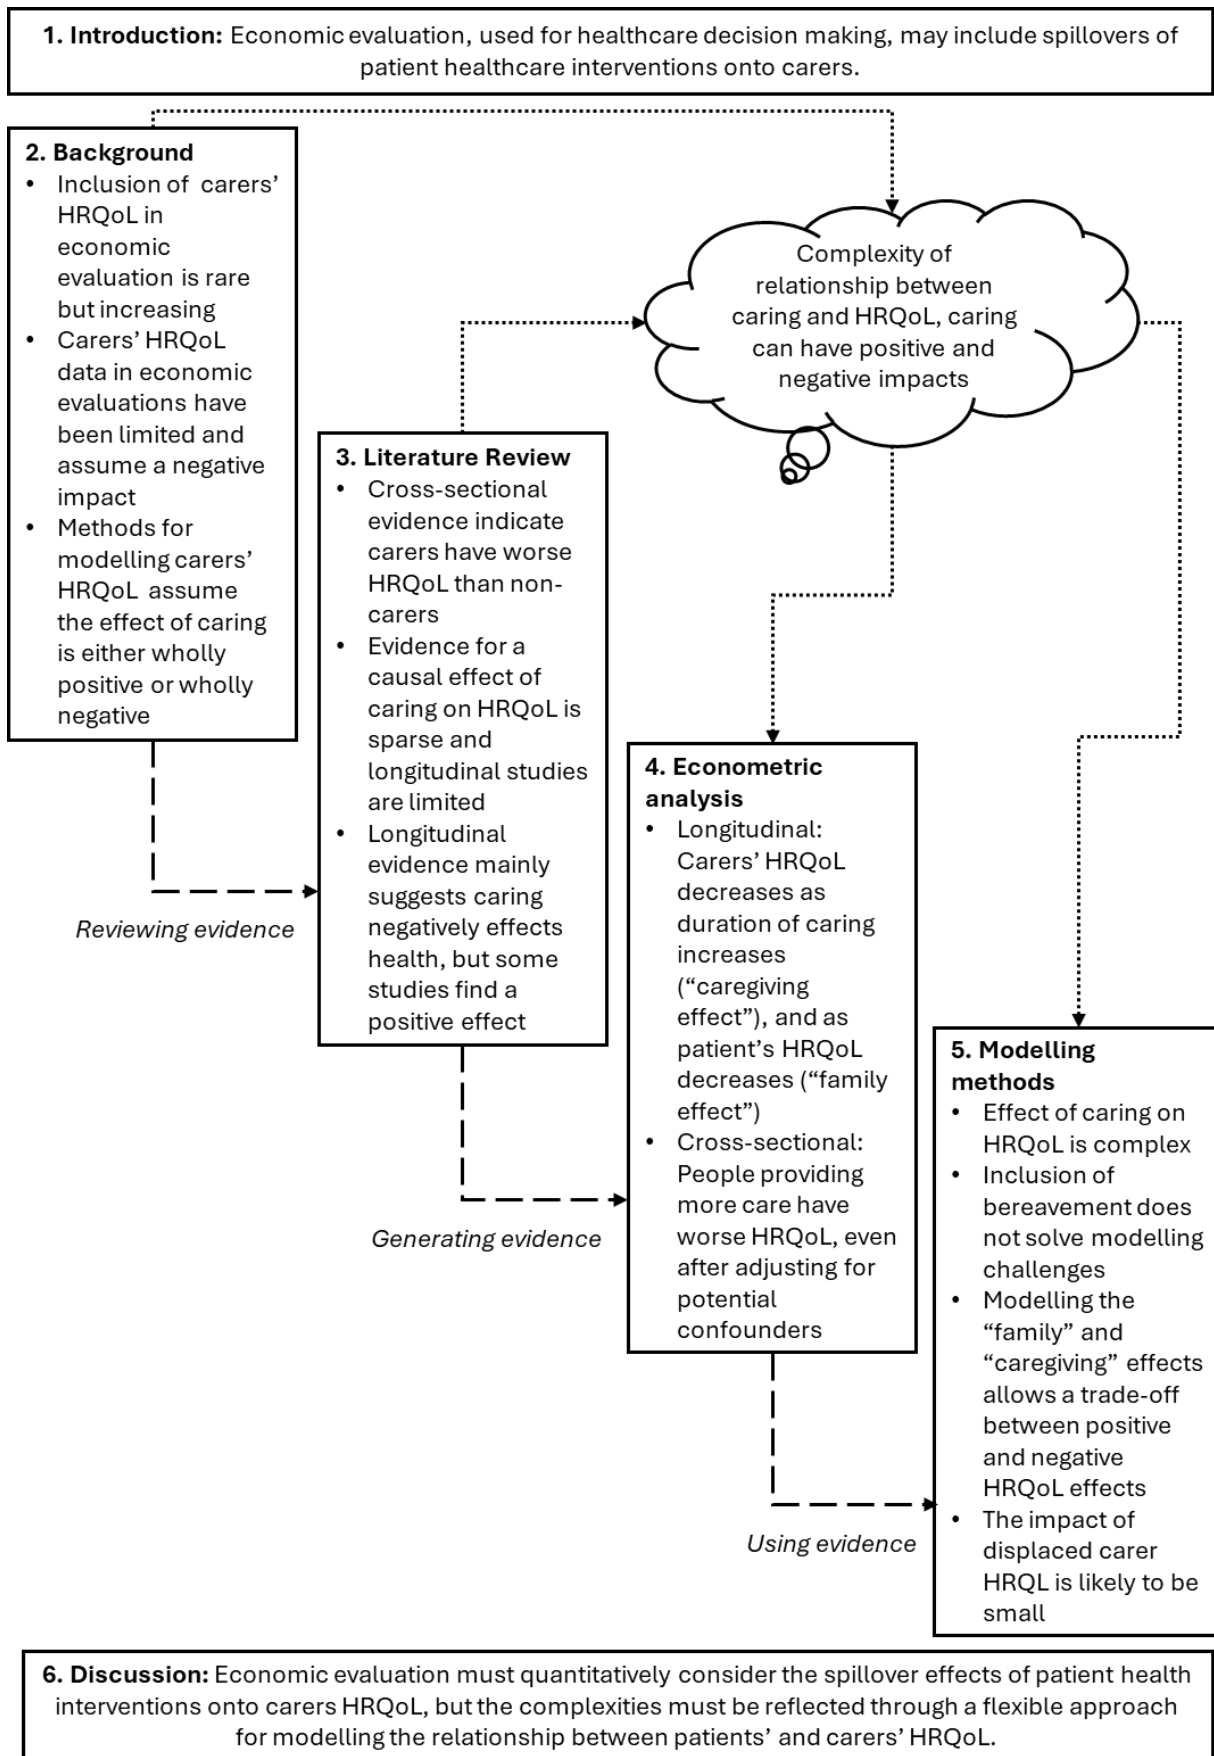 1. Introduction: Economic evaluation, used for healthcare decision making, may include spillovers of
patient healthcare interventions onto carers.
2. Background
• Inclusion of carers’
HRQoL in
economic
evaluation is rare
but increasing
• Carers’ HRQoL
data in economic
evaluations have
been limited and
assume a negative
impact
• Methods for
modelling carers’
HRQoL assume
the effect of caring
is either wholly
positive or wholly
negative
Complexity of
relationship between
caring and HRQoL, caring
can have positive and
negative impacts
Reviewing evidence
3. Literature Review
• Cross-sectional
evidence indicate
carers have worse
HRQoL than non-
carers
• Evidence for a
causal effect of
caring on HRQoL is
sparse and
longitudinal studies
are limited
• Longitudinal
evidence mainly
suggests caring
negatively effects
health, but some
studies find a
positive effect
Generating evidence
4. Econometric
analysis
• Longitudinal:
Carers’ HRQoL
decreases as
duration of caring
increases
(“caregiving
effect”), and as
patient’s HRQoL
decreases (“family
effect”)
• Cross-sectional:
People providing
more care have
worse HRQoL, even
after adjusting for
potential
confounders
Using evidence
5. Modelling
methods
• Effect of caring on
HRQoL is complex
• Inclusion of
bereavement does
not solve modelling
challenges
• Modelling the
“family” and
“caregiving” effects
allows a trade-off
between positive
and negative
HRQoL effects
• The impact of
displaced carer
HRQL is likely to be
small
6. Discussion: Economic evaluation must quantitatively consider the spillover effects of patient health
interventions onto carers HRQoL, but the complexities must be reflected through a flexible approach
for modelling the relationship between patients’ and carers’ HRQoL.